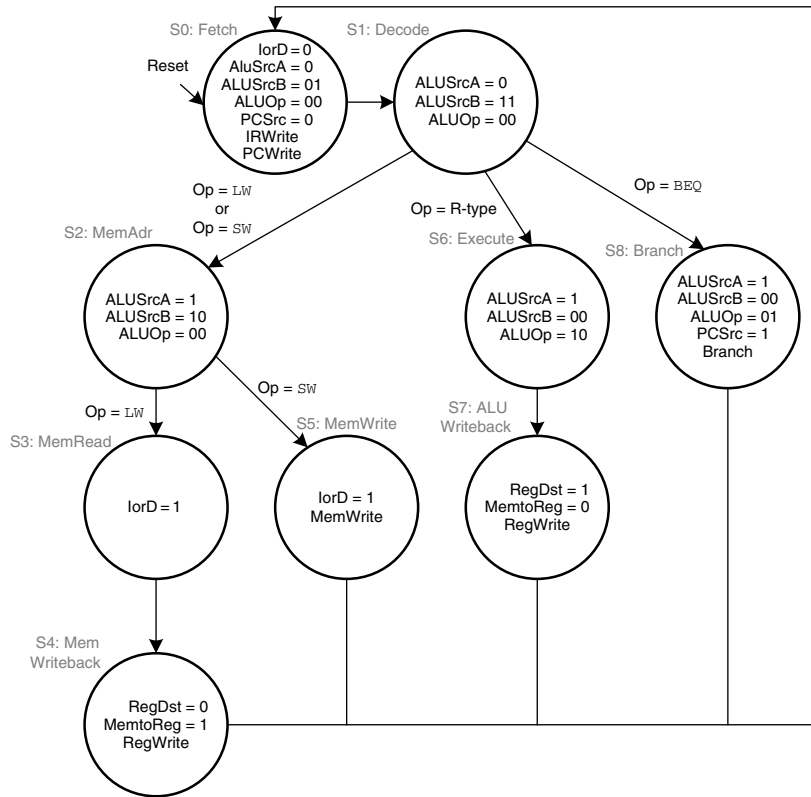 S0: Fetch
S1: Decode
Reset
IorD = 0
AluSrcA = 0
ALUSrcB = 01
ALUOp = 00
PCSrc = 0
IRWrite
PCWrite
ALUSrcA = 0
ALUSrcB = 11
ALUOp = 00
Op = LW
or
Op = SW
Op = R-type
Op = BEQ
S2: MemAdr
S6: Execute
S8: Branch
ALUSrcA = 1
ALUSrcB = 10
ALUOp = 00
ALUSrcA = 1
ALUSrcB = 00
ALUOp = 10
ALUSrcA = 1
ALUSrcB = 00
ALUOp = 01
PCSrc = 1
Branch
Op = LW
Op = SW
S3: MemRead
S5: MemWrite
S7: ALU
Writeback
IorD = 1
IorD = 1
MemWrite
RegDst = 1
MemtoReg = 0
RegWrite
S4: Mem
Writeback
RegDst = 0
MemtoReg = 1
RegWrite